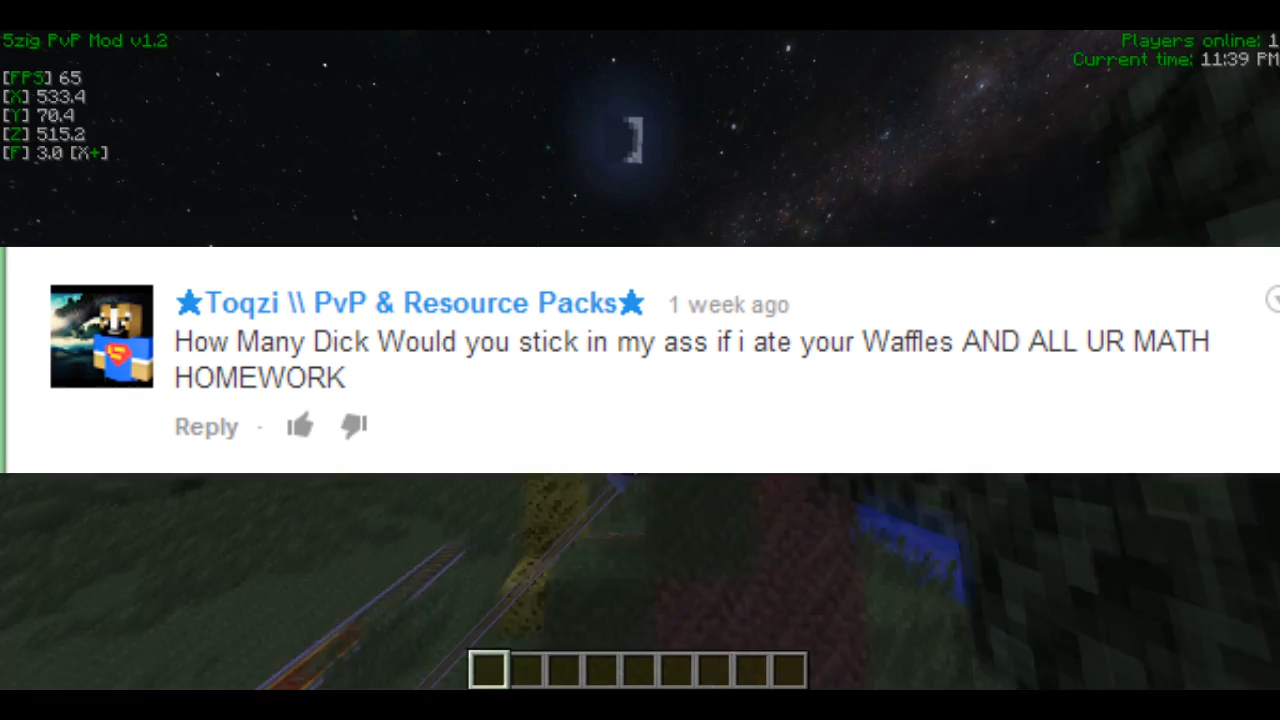 5zig PvP Mod v1.2
Players online: 1
Current time: 11:39 PM
[FPS] 65
[X] 533.4
[Y] 70.4
[Z] 515.2
[F] 3.0 [X+]
★Toqzi \\ PvP & Resource Packs★ 1 week ago
How Many Dick Would you stick in my ass if i ate your Waffles AND ALL UR MATH
HOMEWORK
Reply ·